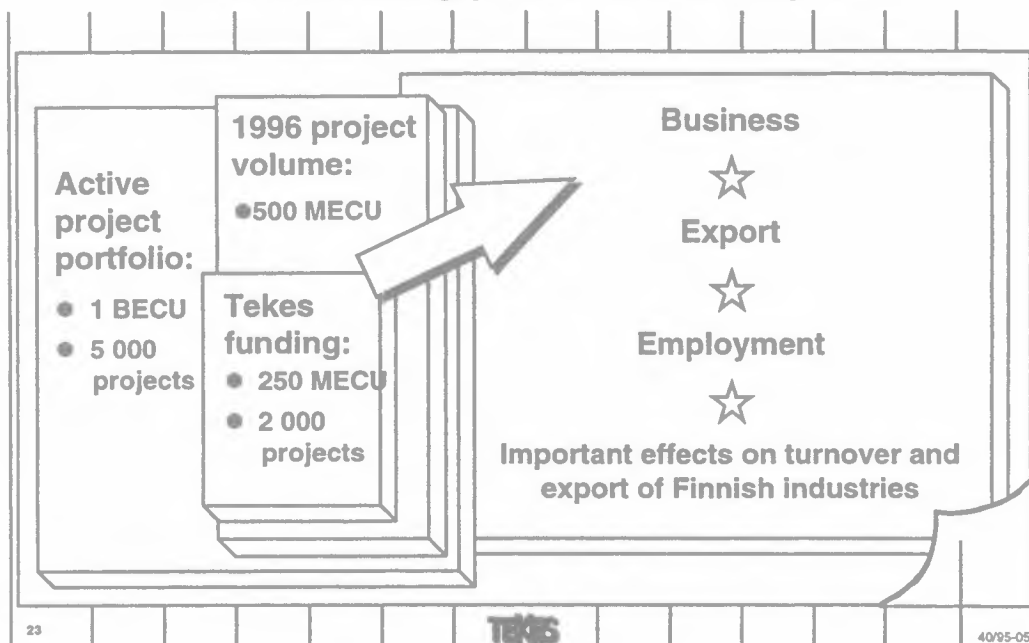 Active
project
portfolio:
● 1 BECU
● 5 000
projects
1996 project
volume:
●500 MECU
Tekes
funding:
● 250 MECU
● 2 000
projects
Business
Export
Employment
Important effects on turnover and
export of Finnish industries
23
TEKES
40/95-05